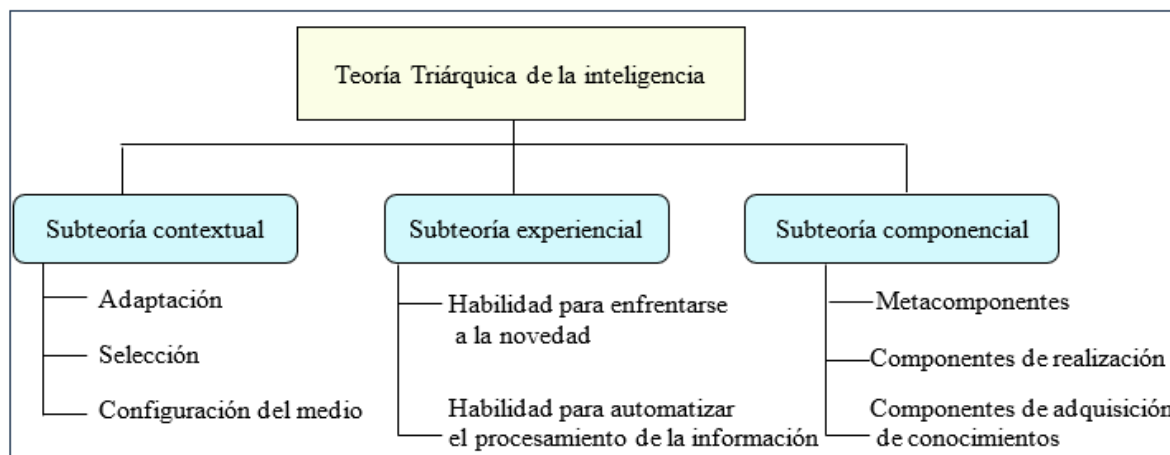 Teoría Triárquica de la inteligencia
Subteoría contextual
Adaptación
Selección
Configuración del medio
Subteoría experiencial
Habilidad para enfrentarse
a la novedad
Habilidad para automatizar
el procesamiento de la información
Subteoría componencial
Metacomponentes
Componentes de realización
Componentes de adquisición
de conocimientos